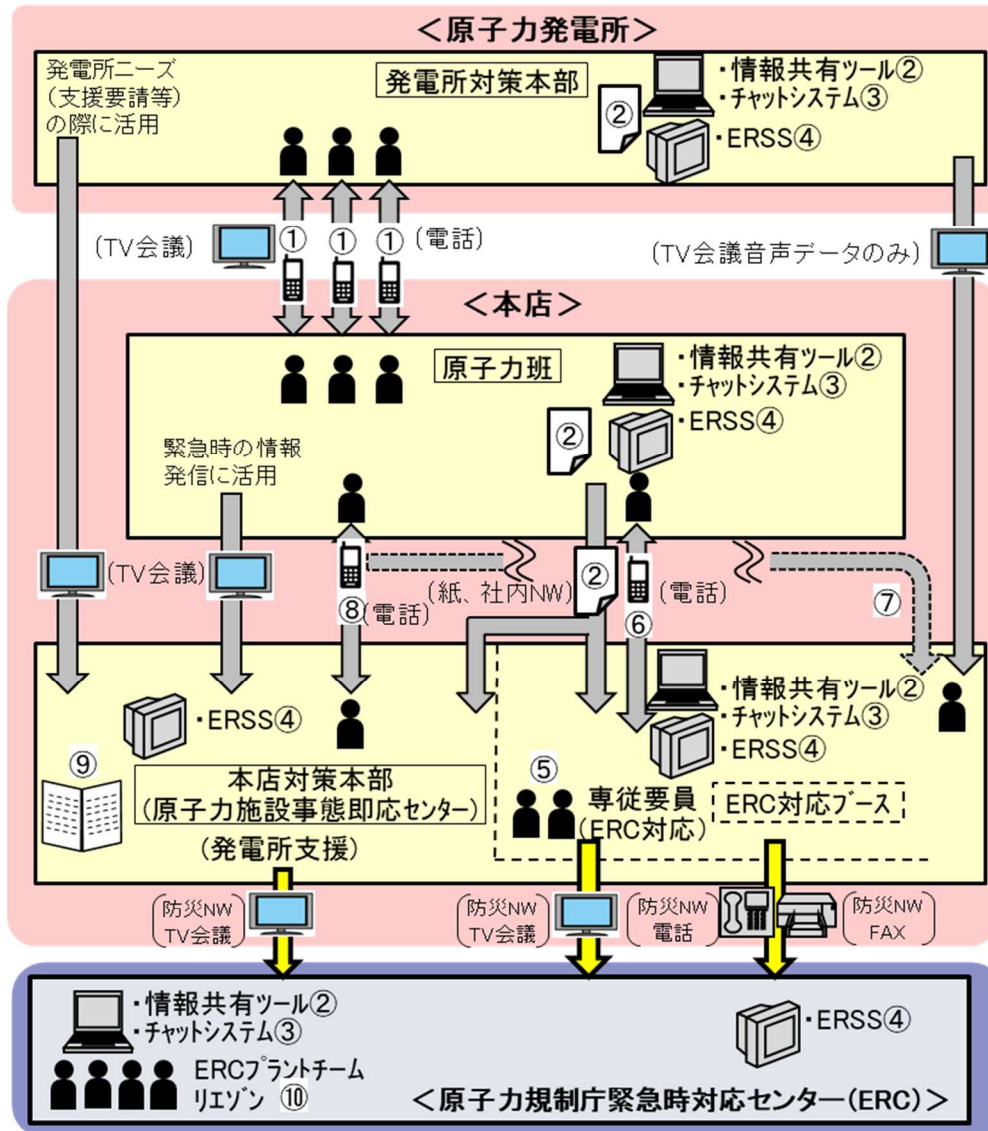 ＜原子力発電所＞
発電所ニーズ
(支援要請等)
の際に活用
発電所対策本部
②
・情報共有ツール②
・チャットシステム③
・ERSS④
(TV会議)
①
①
①
(電話)
(TV会議音声データのみ)
＜本店＞
原子力班
・情報共有ツール②
・チャットシステム③
・ERSS④
②
緊急時の情報
発信に活用
(TV会議)
⑧
(電話)
(紙、社内NW)
②
⑥
(電話)
⑦
・ERSS④
⑨
本店対策本部
(原子力施設事態即応センター)
(発電所支援)
・情報共有ツール②
・チャットシステム③
・ERSS④
⑤
専従要員
(ERC対応)
ERC対応ブース
防災NW
TV会議
防災NW
TV会議
防災NW
電話
防災NW
FAX
・情報共有ツール②
・チャットシステム③
ERCプラントチーム
リエゾン ⑩
・ERSS④
＜原子力規制庁緊急時対応センター(ERC)＞